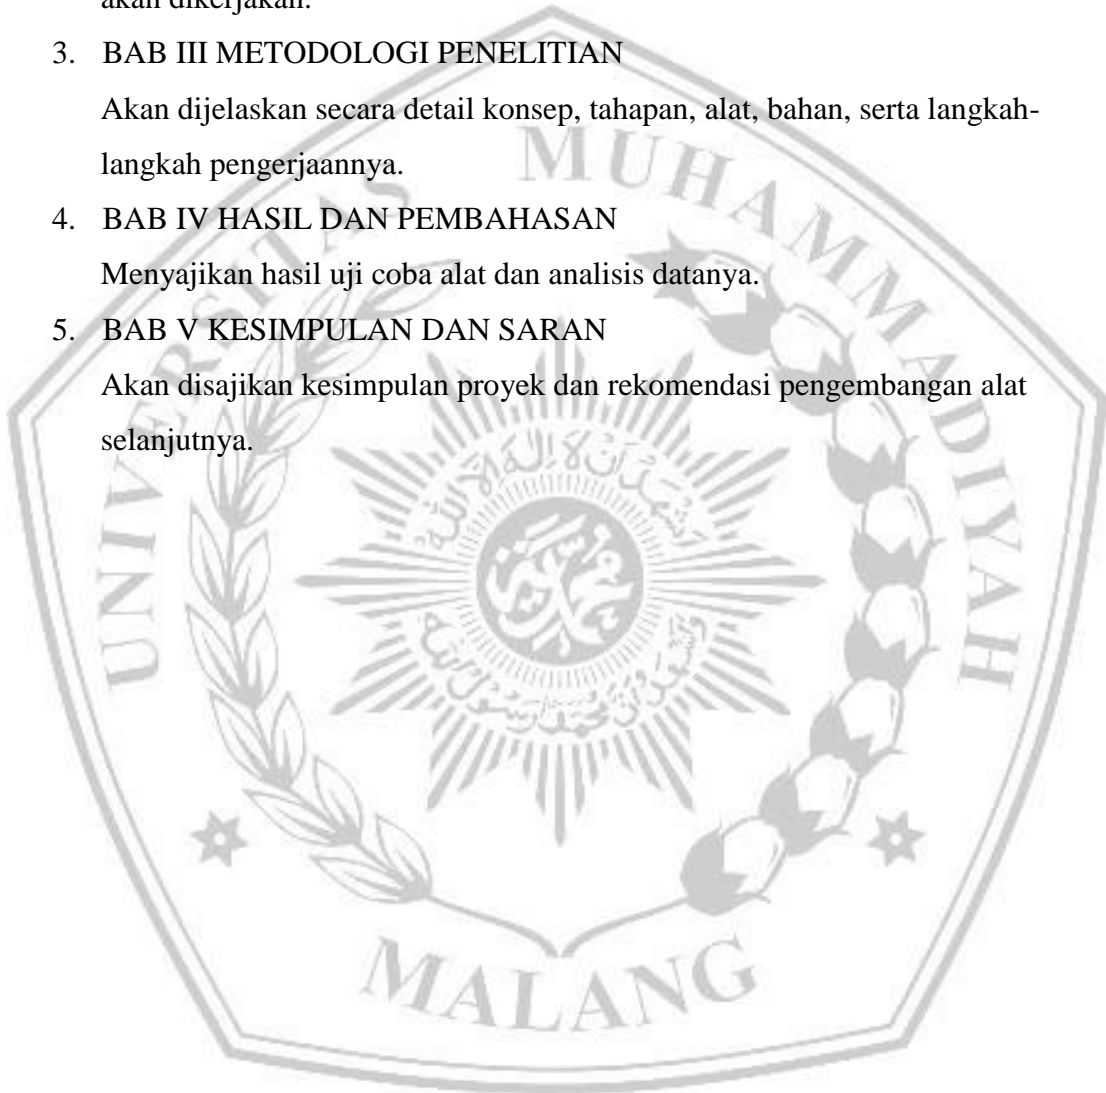 akan dikerjakan.
3. BAB III METODOLOGI PENELITIAN
Akan dijelaskan secara detail konsep, tahapan, alat, bahan, serta langkah-
langkah pengerjaannya.
4. BAB IV HASIL DAN PEMBAHASAN
Menyajikan hasil uji coba alat dan analisis datanya.
5. BAB V KESIMPULAN DAN SARAN
Akan disajikan kesimpulan proyek dan rekomendasi pengembangan alat
selanjutnya.
UNIVERSITAS MUHAMMADIYAH
MALANG